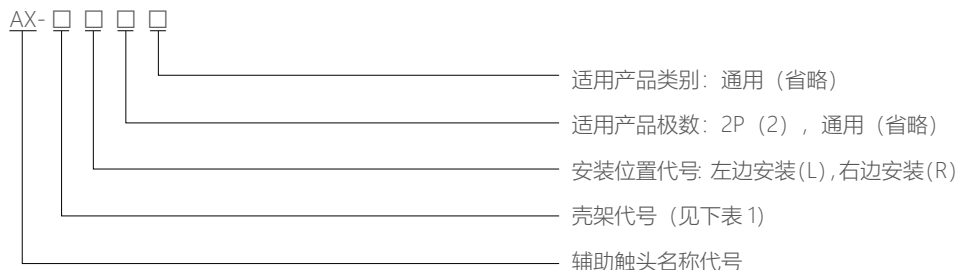 AX-□ □ □ □
适用产品类别：通用（省略）
适用产品极数：2P（2），通用（省略）
安装位置代号: 左边安装(L),右边安装(R)
壳架代号（见下表1)
辅助触头名称代号